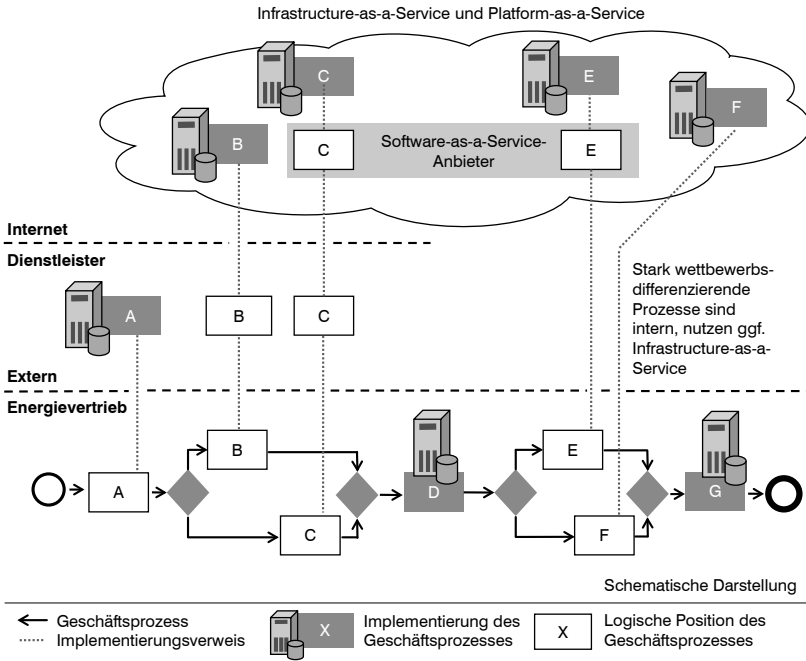 Infrastructure-as-a-Service und Platform-as-a-Service
C
E
F
B
C
Software-as-a-Service-
Anbieter
E
Internet
Dienstleister
A
B
C
Stark wettbewerbs-
differenzierende
Prozesse sind
intern, nutzen ggf.
Infrastructure-as-a-
Service
Extern
Energievertrieb
A
B
C
D
E
F
G
Schematische Darstellung
Geschäftsprozess
Implementierungsverweis
X
Implementierung des
Geschäftsprozesses
X
Logische Position des
Geschäftsprozesses